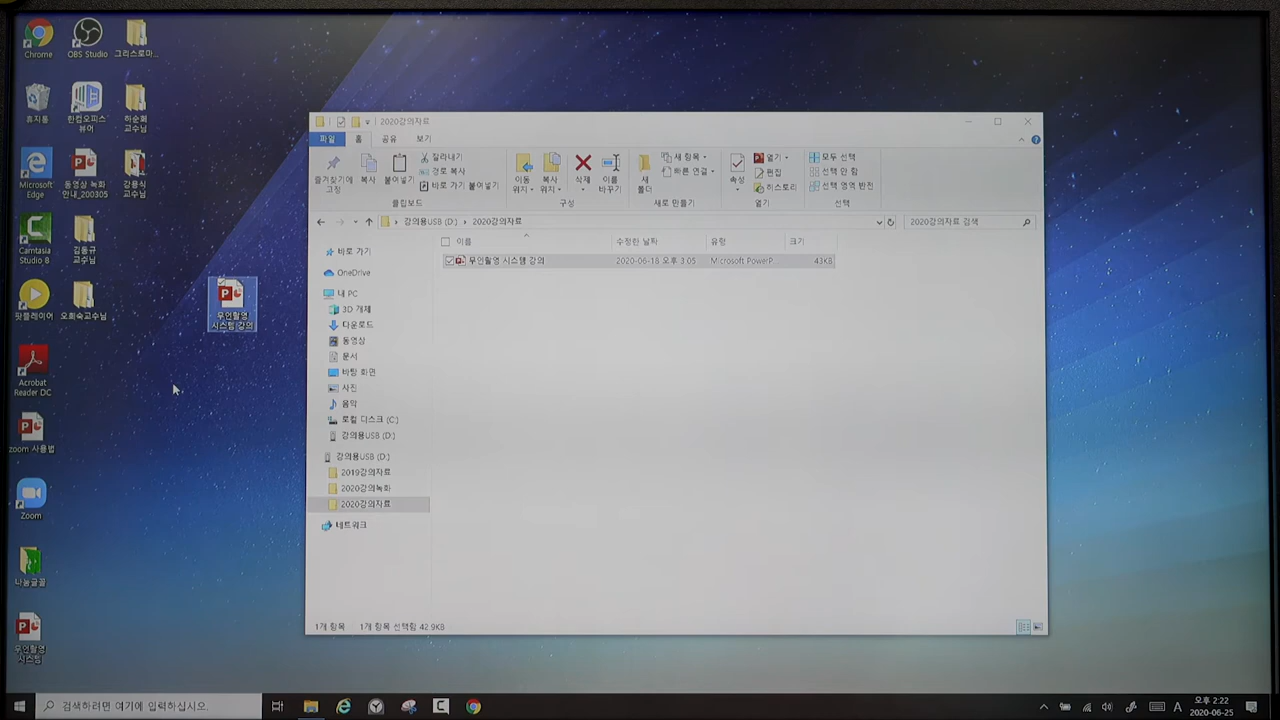 Chrome
OBS Studio
그리스로마...
휴지통
한컴오피스
뷰어
하순회
교수님
Microsoft
Edge
동영상 녹화
안내_200305
강용식
교수님
Camtasia
Studio 8
김동규
교수님
팟플레이어
오희숙교수님
무인촬영
시스템 강의
Acrobat
Reader DC
zoom 사용법
Zoom
나눔글꼴
무인촬영
시스템
2020강의자료
파일
홈
공유
보기
즐겨찾기에
고정
복사
붙여넣기
잘라내기
경로 복사
바로 가기 붙여넣기
클립보드
이동
위치
복사
위치
삭제
이름
바꾸기
구성
새
폴더
새 항목
빠른 연결
새로 만들기
속성
열기
편집
히스토리
열기
모두 선택
선택 안 함
선택 영역 반전
선택
강의용USB (D:) › 2020강의자료
2020강의자료 검색
이름 수정한 날짜 유형 크기
무인촬영 시스템 강의 2020-06-18 오후 3:05 Microsoft PowerP... 43KB
바로 가기
OneDrive
내 PC
3D 개체
다운로드
동영상
문서
바탕 화면
사진
음악
로컬 디스크 (C:)
강의용USB (D:)
강의용USB (D:)
2019강의자료
2020강의녹화
2020강의자료
네트워크
1개 항목 1개 항목 선택함 42.9KB
검색하려면 여기에 입력하십시오.
A
오후 2:22
2020-06-25